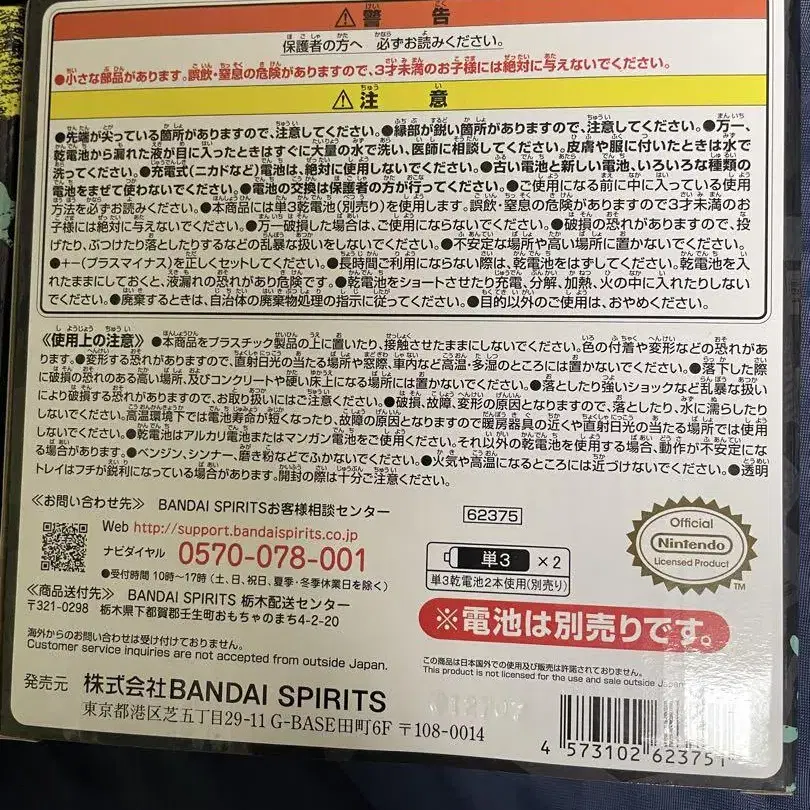 ⚠警告
保護者の方へ 必ずお読みください。
●小さな部品があります。誤飲・窒息の危険がありますので、3才未満のお子様には絶対に与えないでください。
⚠注意
●先端が尖っている箇所がありますので、注意してください。●縁部が鋭い箇所がありますので、注意してください。●万一、
乾電池から漏れた液が目に入ったときはすぐに大量の水で洗い、医師に相談してください。皮膚や服に付いたときは水で
洗ってください。●充電式(ニカドなど)電池は、絶対に使用しないでください。●古い電池と新しい電池、いろいろな種類の
電池をまぜて使わないでください。●電池の交換は保護者の方が行ってください。●ご使用になる前に中に入っている使用
方法を必ずお読みください。●本商品には単3乾電池(別売り)を使用します。誤飲・窒息の危険がありますので3才未満のお
子様には絶対に与えないでください。●万一破損した場合は、ご使用にならないでください。●破損の恐れがありますので、投
げたり、ぶつけたり落としたりするなどの乱暴な扱いをしないでください。●不安定な場所や高い場所に置かないでください。
●+−(プラスマイナス)を正しくセットしてください。●長時間ご利用にならない際は、乾電池をはずしてください。乾電池を入
れたままにしておくと、液漏れの恐れがあり危険です。●乾電池をショートさせたり充電、分解、加熱、火の中に入れたりしない
でください。●廃棄するときは、自治体の廃棄物処理の指示に従ってください。●目的以外のご使用は、おやめください。
《使用上の注意》●本商品をプラスチック製品の上に置いたり、接触させたままにしないでください。色の付着や変形などの恐れがあ
ります。●変形する恐れがありますので、直射日光の当たる場所や窓際、車内など高温・多湿のところには置かないでください。●落下した際
に破損の恐れのある高い場所、及びコンクリートや硬い床上になる場所には置かないでください。●落としたり強いショックなど乱暴な扱い
により破損する恐れがありますので、お取り扱いにはご注意ください。●破損、故障、変形の原因となりますので、落としたり、水に濡らしたり
しないでください。高温環境下では電池寿命が短くなったり、故障の原因となりますので暖房器具の近くや直射日光の当たる場所では使用
しないでください。●乾電池はアルカリ電池またはマンガン電池をご使用ください。それ以外の乾電池を使用する場合、動作が不安定にな
る場合があります。●ベンジン、シンナー、磨き粉などでふかないでください。●火気や高温になるところには近づけないでください。●透明
トレイはフチが鋭利になっている場合があります。開封の際は十分ご注意ください。
《お問い合わせ先》 BANDAI SPIRITSお客様相談センター
62375
Web http://support.bandaispirits.co.jp
ナビダイヤル 0570-078-001
●受付時間 10時〜17時(土、日、祝日、夏季・冬季休業日を除く)
単3 ×2
単3乾電池2本使用(別売り)
Official
Nintendo
Licensed Product
TM
《商品送付先》 BANDAI SPIRITS 栃木配送センター
〒321-0298 栃木県下都賀郡壬生町おもちゃのまち4-2-20
※電池は別売りです。
海外からのお問い合わせは受け付けておりません。
Customer service inquiries are not accepted from outside Japan.
この商品は日本国外での使用及び販売は許諾されておりません。
This product is not licensed for the use and sale outside Japan
発売元 株式会社BANDAI SPIRITS
東京都港区芝五丁目29-11 G-BASE田町6F 〒108-0014
4 573102 623751